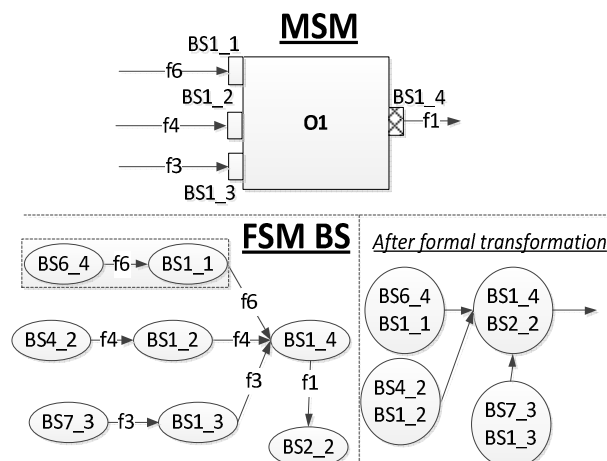 MSM
BS1_1
f6
BS1_2
f4
O1
BS1_4
f1
f3
BS1_3
FSM BS
BS6_4
f6
BS1_1
f6
BS4_2
f4
BS1_2
f4
BS1_4
f3
f1
BS7_3
f3
BS1_3
BS2_2
After formal transformation
BS6_4
BS1_1
BS1_4
BS2_2
BS4_2
BS1_2
BS7_3
BS1_3